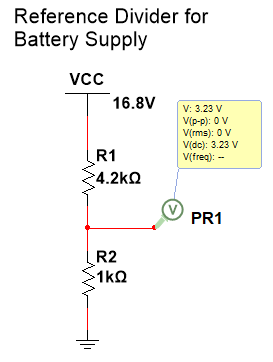 Reference Divider for
Battery Supply
VCC
16.8V
V: 3.23 V
V(p-p): 0 V
V(rms): 0 V
V(dc): 3.23 V
V(freq): --
R1
4.2kΩ
V
PR1
R2
1kΩ